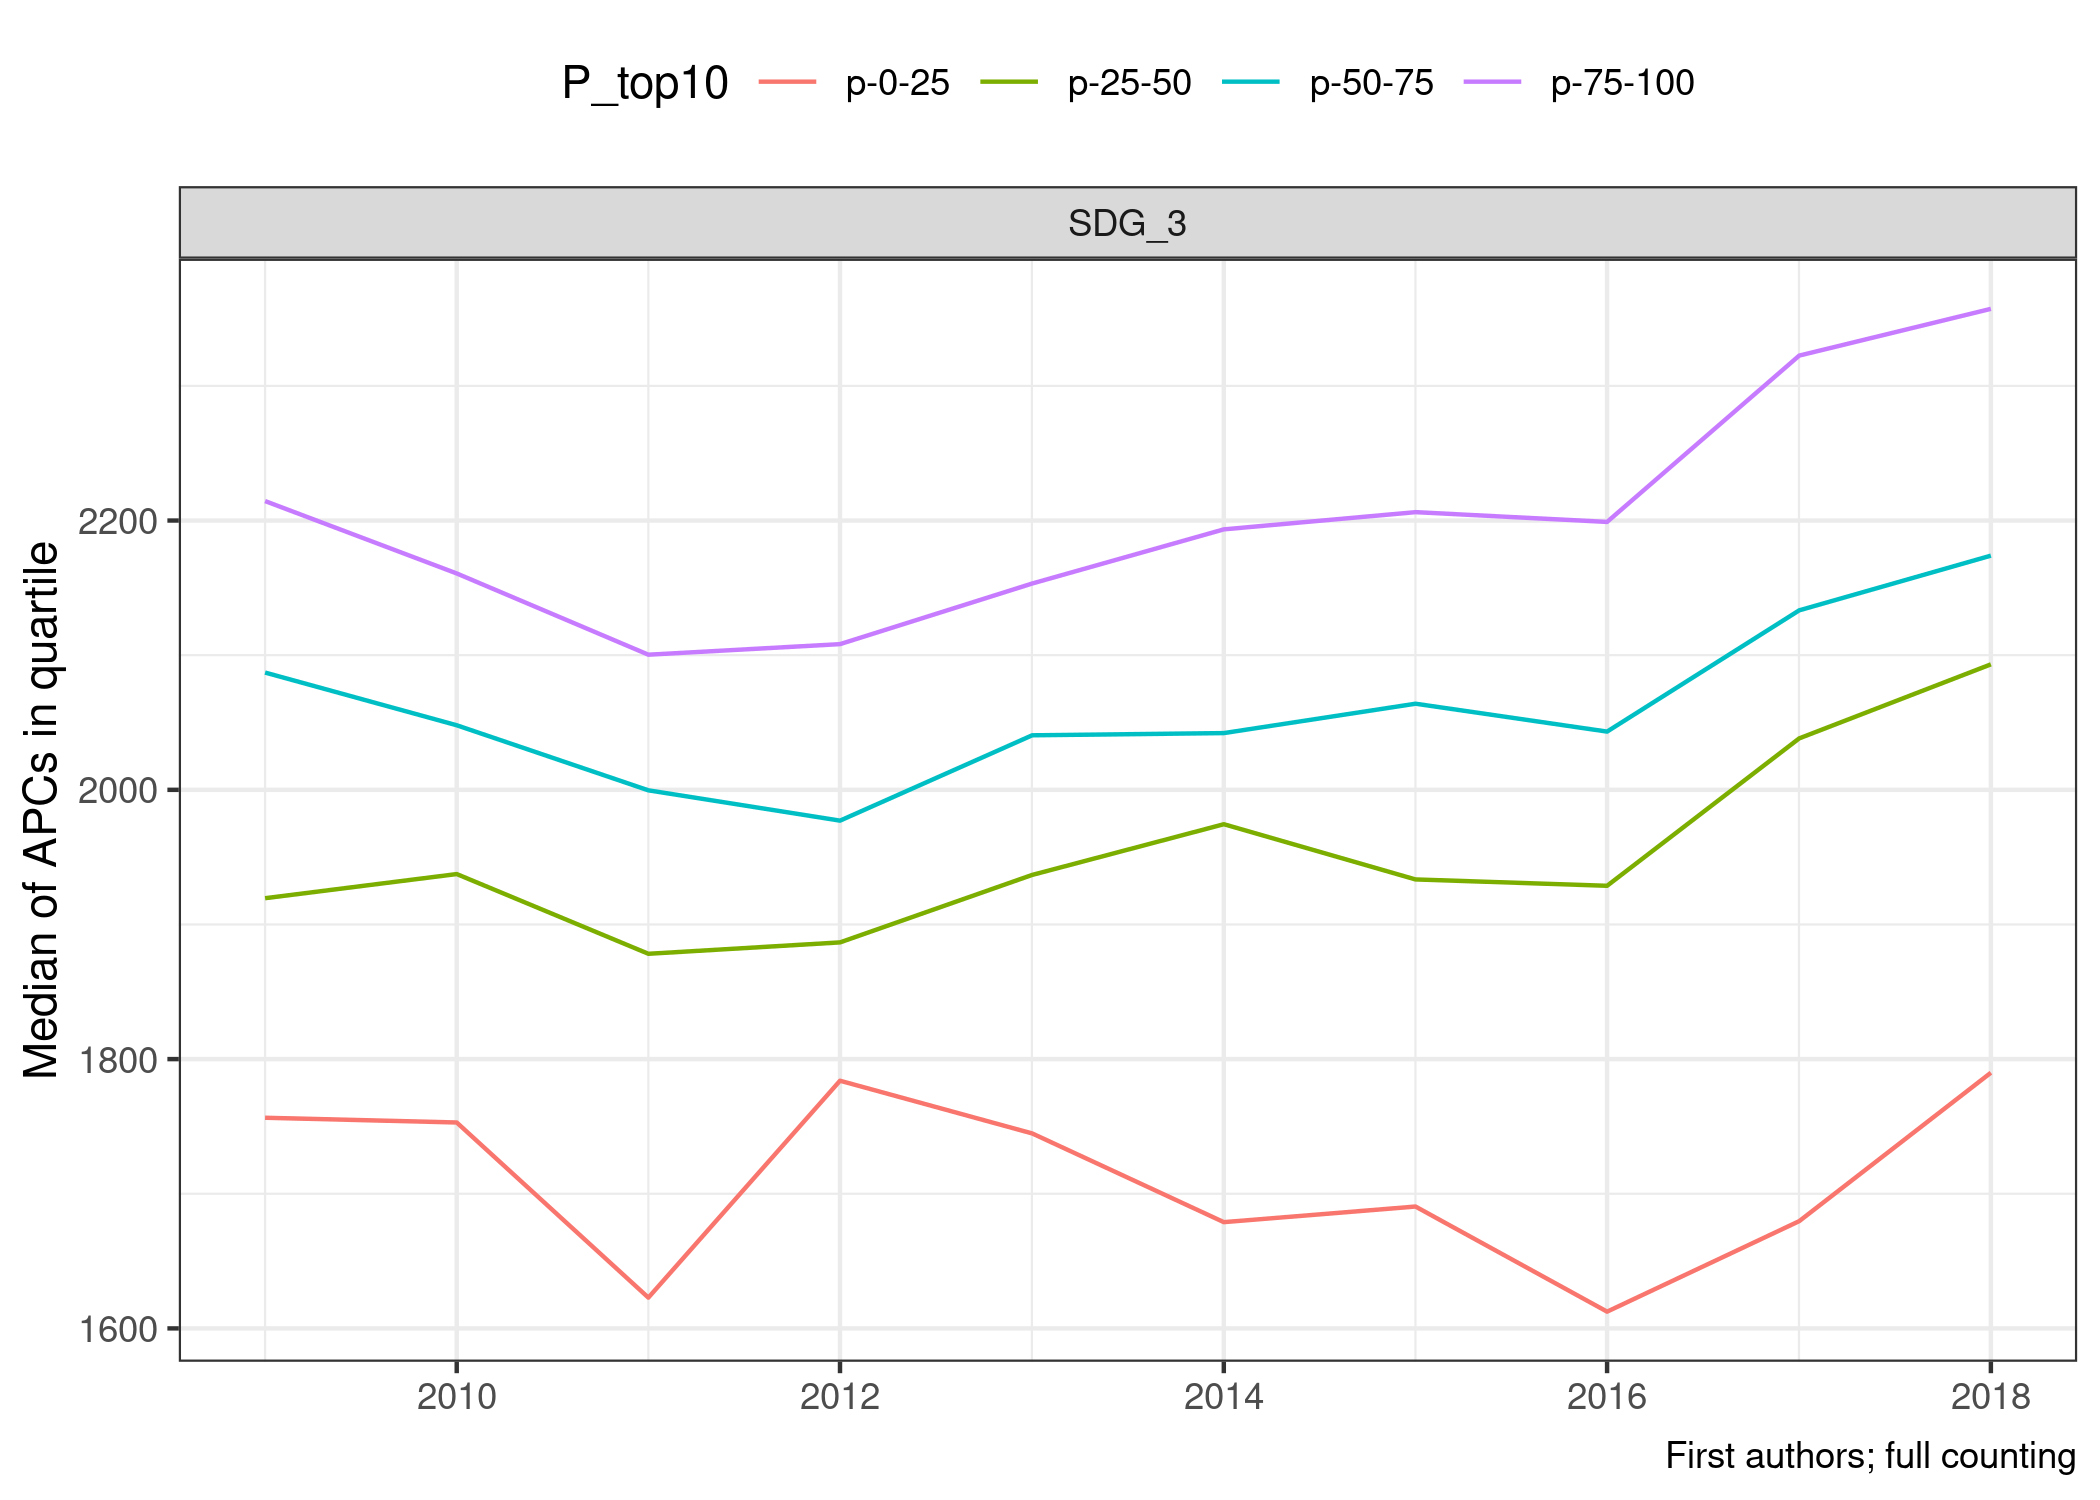 P_top10 p-0-25 p-25-50 p-50-75 p-75-100
SDG_3
Median of APCs in quartile
2200
2000
1800
1600
2010 2012 2014 2016 2018
First authors; full counting